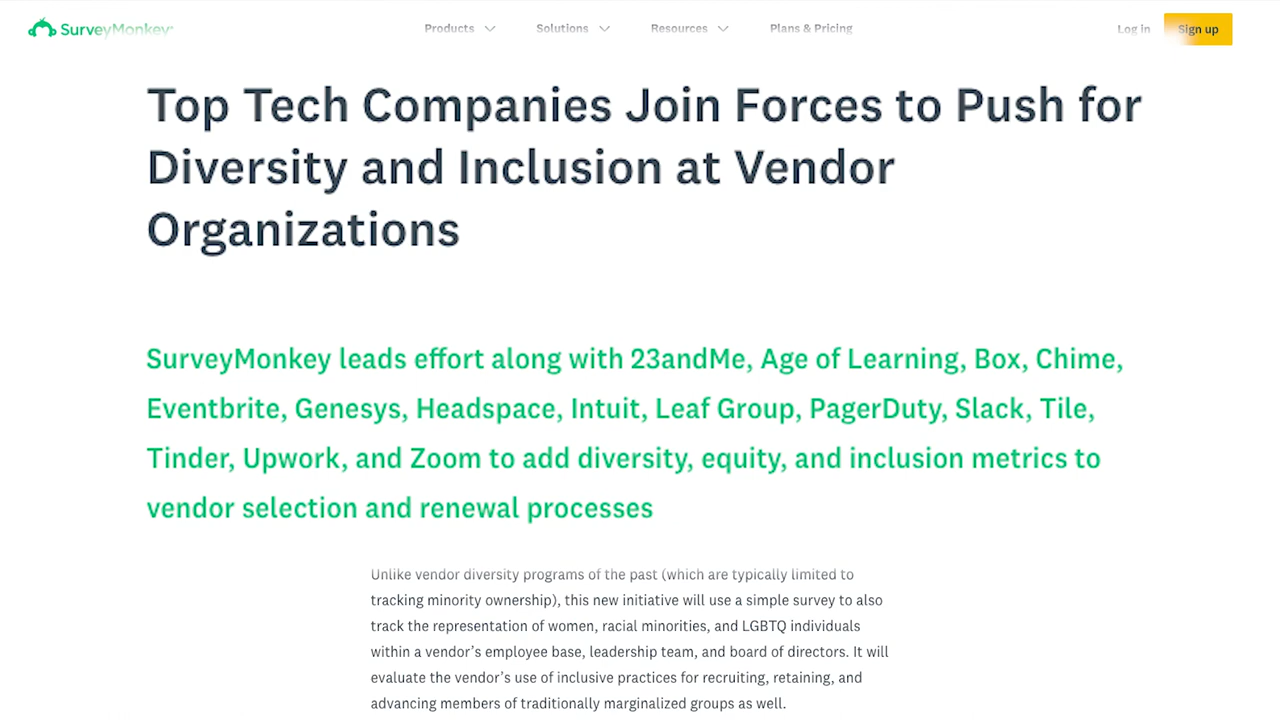 SurveyMonkey
Products Solutions Resources Plans & Pricing Log in Sign up
Top Tech Companies Join Forces to Push for
Diversity and Inclusion at Vendor
Organizations
SurveyMonkey leads effort along with 23andMe, Age of Learning, Box, Chime,
Eventbrite, Genesys, Headspace, Intuit, Leaf Group, PagerDuty, Slack, Tile,
Tinder, Upwork, and Zoom to add diversity, equity, and inclusion metrics to
vendor selection and renewal processes
Unlike vendor diversity programs of the past (which are typically limited to
tracking minority ownership), this new initiative will use a simple survey to also
track the representation of women, racial minorities, and LGBTQ individuals
within a vendor’s employee base, leadership team, and board of directors. It will
evaluate the vendor’s use of inclusive practices for recruiting, retaining, and
advancing members of traditionally marginalized groups as well.